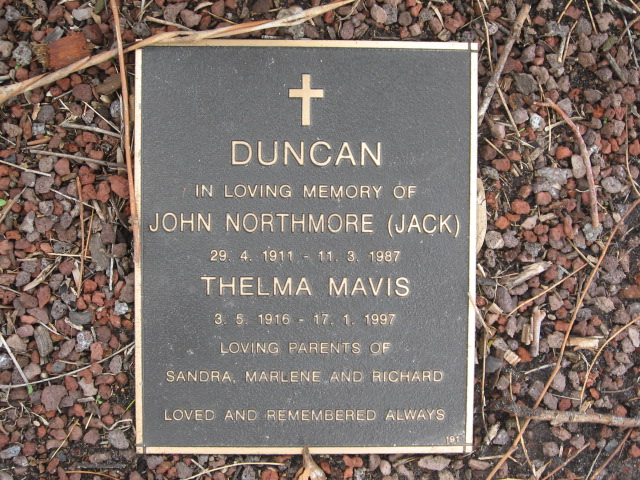 DUNCAN
IN LOVING MEMORY OF
JOHN NORTHMORE (JACK)
29. 4. 1911 - 11. 3. 1987
THELMA MAVIS
3. 5. 1916 - 17. 1. 1997
LOVING PARENTS OF
SANDRA, MARLENE AND RICHARD
LOVED AND REMEMBERED ALWAYS
191